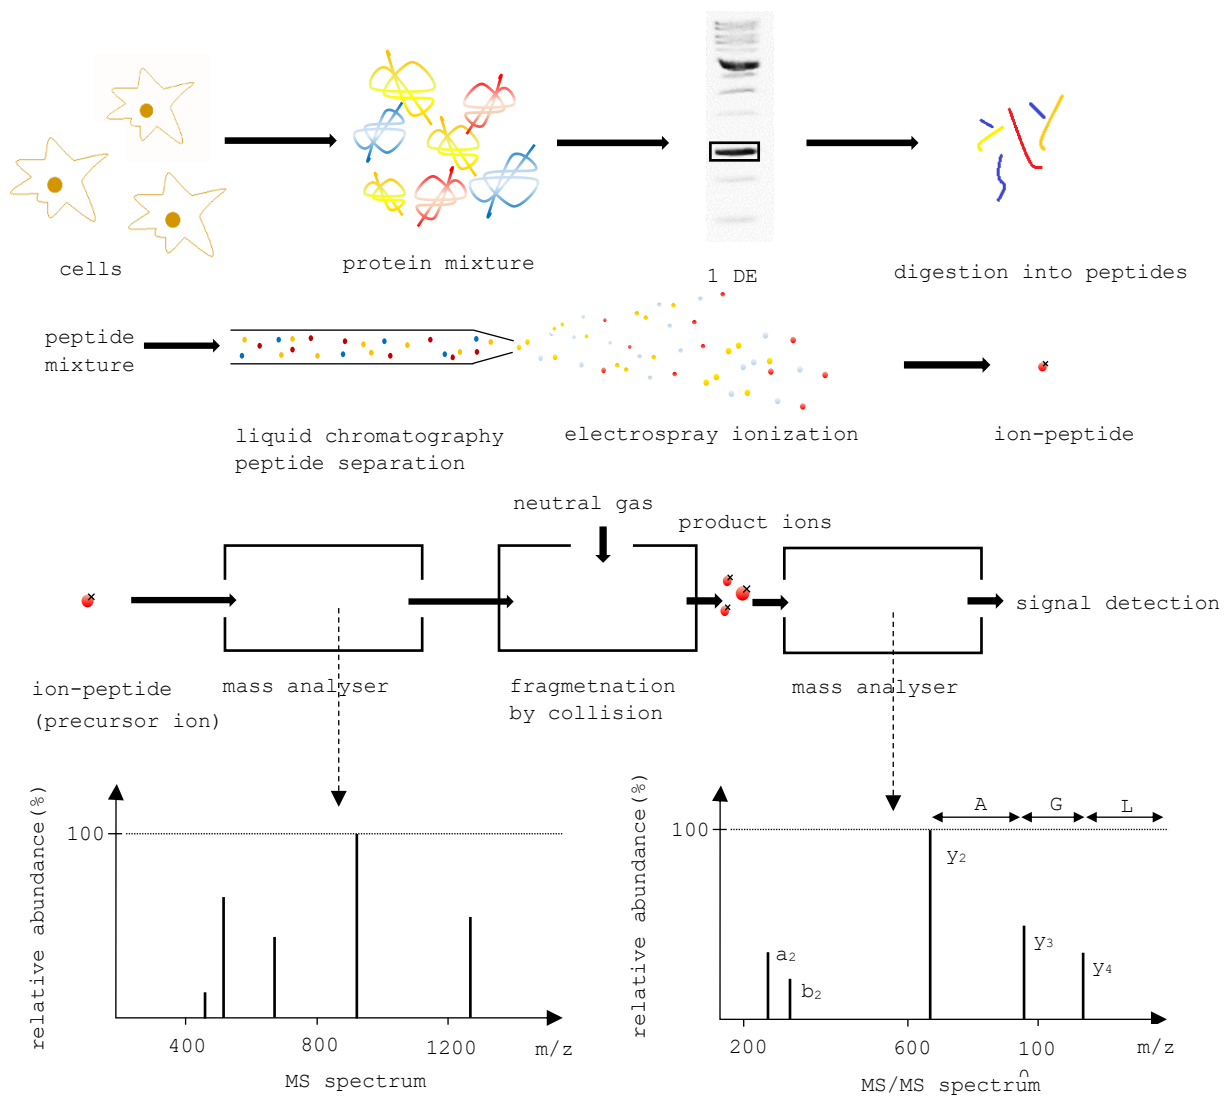 cells
protein mixture
1 DE
digestion into peptides
peptide
mixture
liquid chromatography
peptide separation
electrospray ionization
ion-peptide
neutral gas
product ions
signal detection
ion-peptide
(precursor ion)
mass analyser
fragmetnation
by collision
mass analyser
relative abundance(%)
100
400
800
1200
m/z
MS spectrum
relative abundance(%)
100
A
G
L
y2
y3
y4
a2
b2
200
600
100
0
m/z
MS/MS spectrum